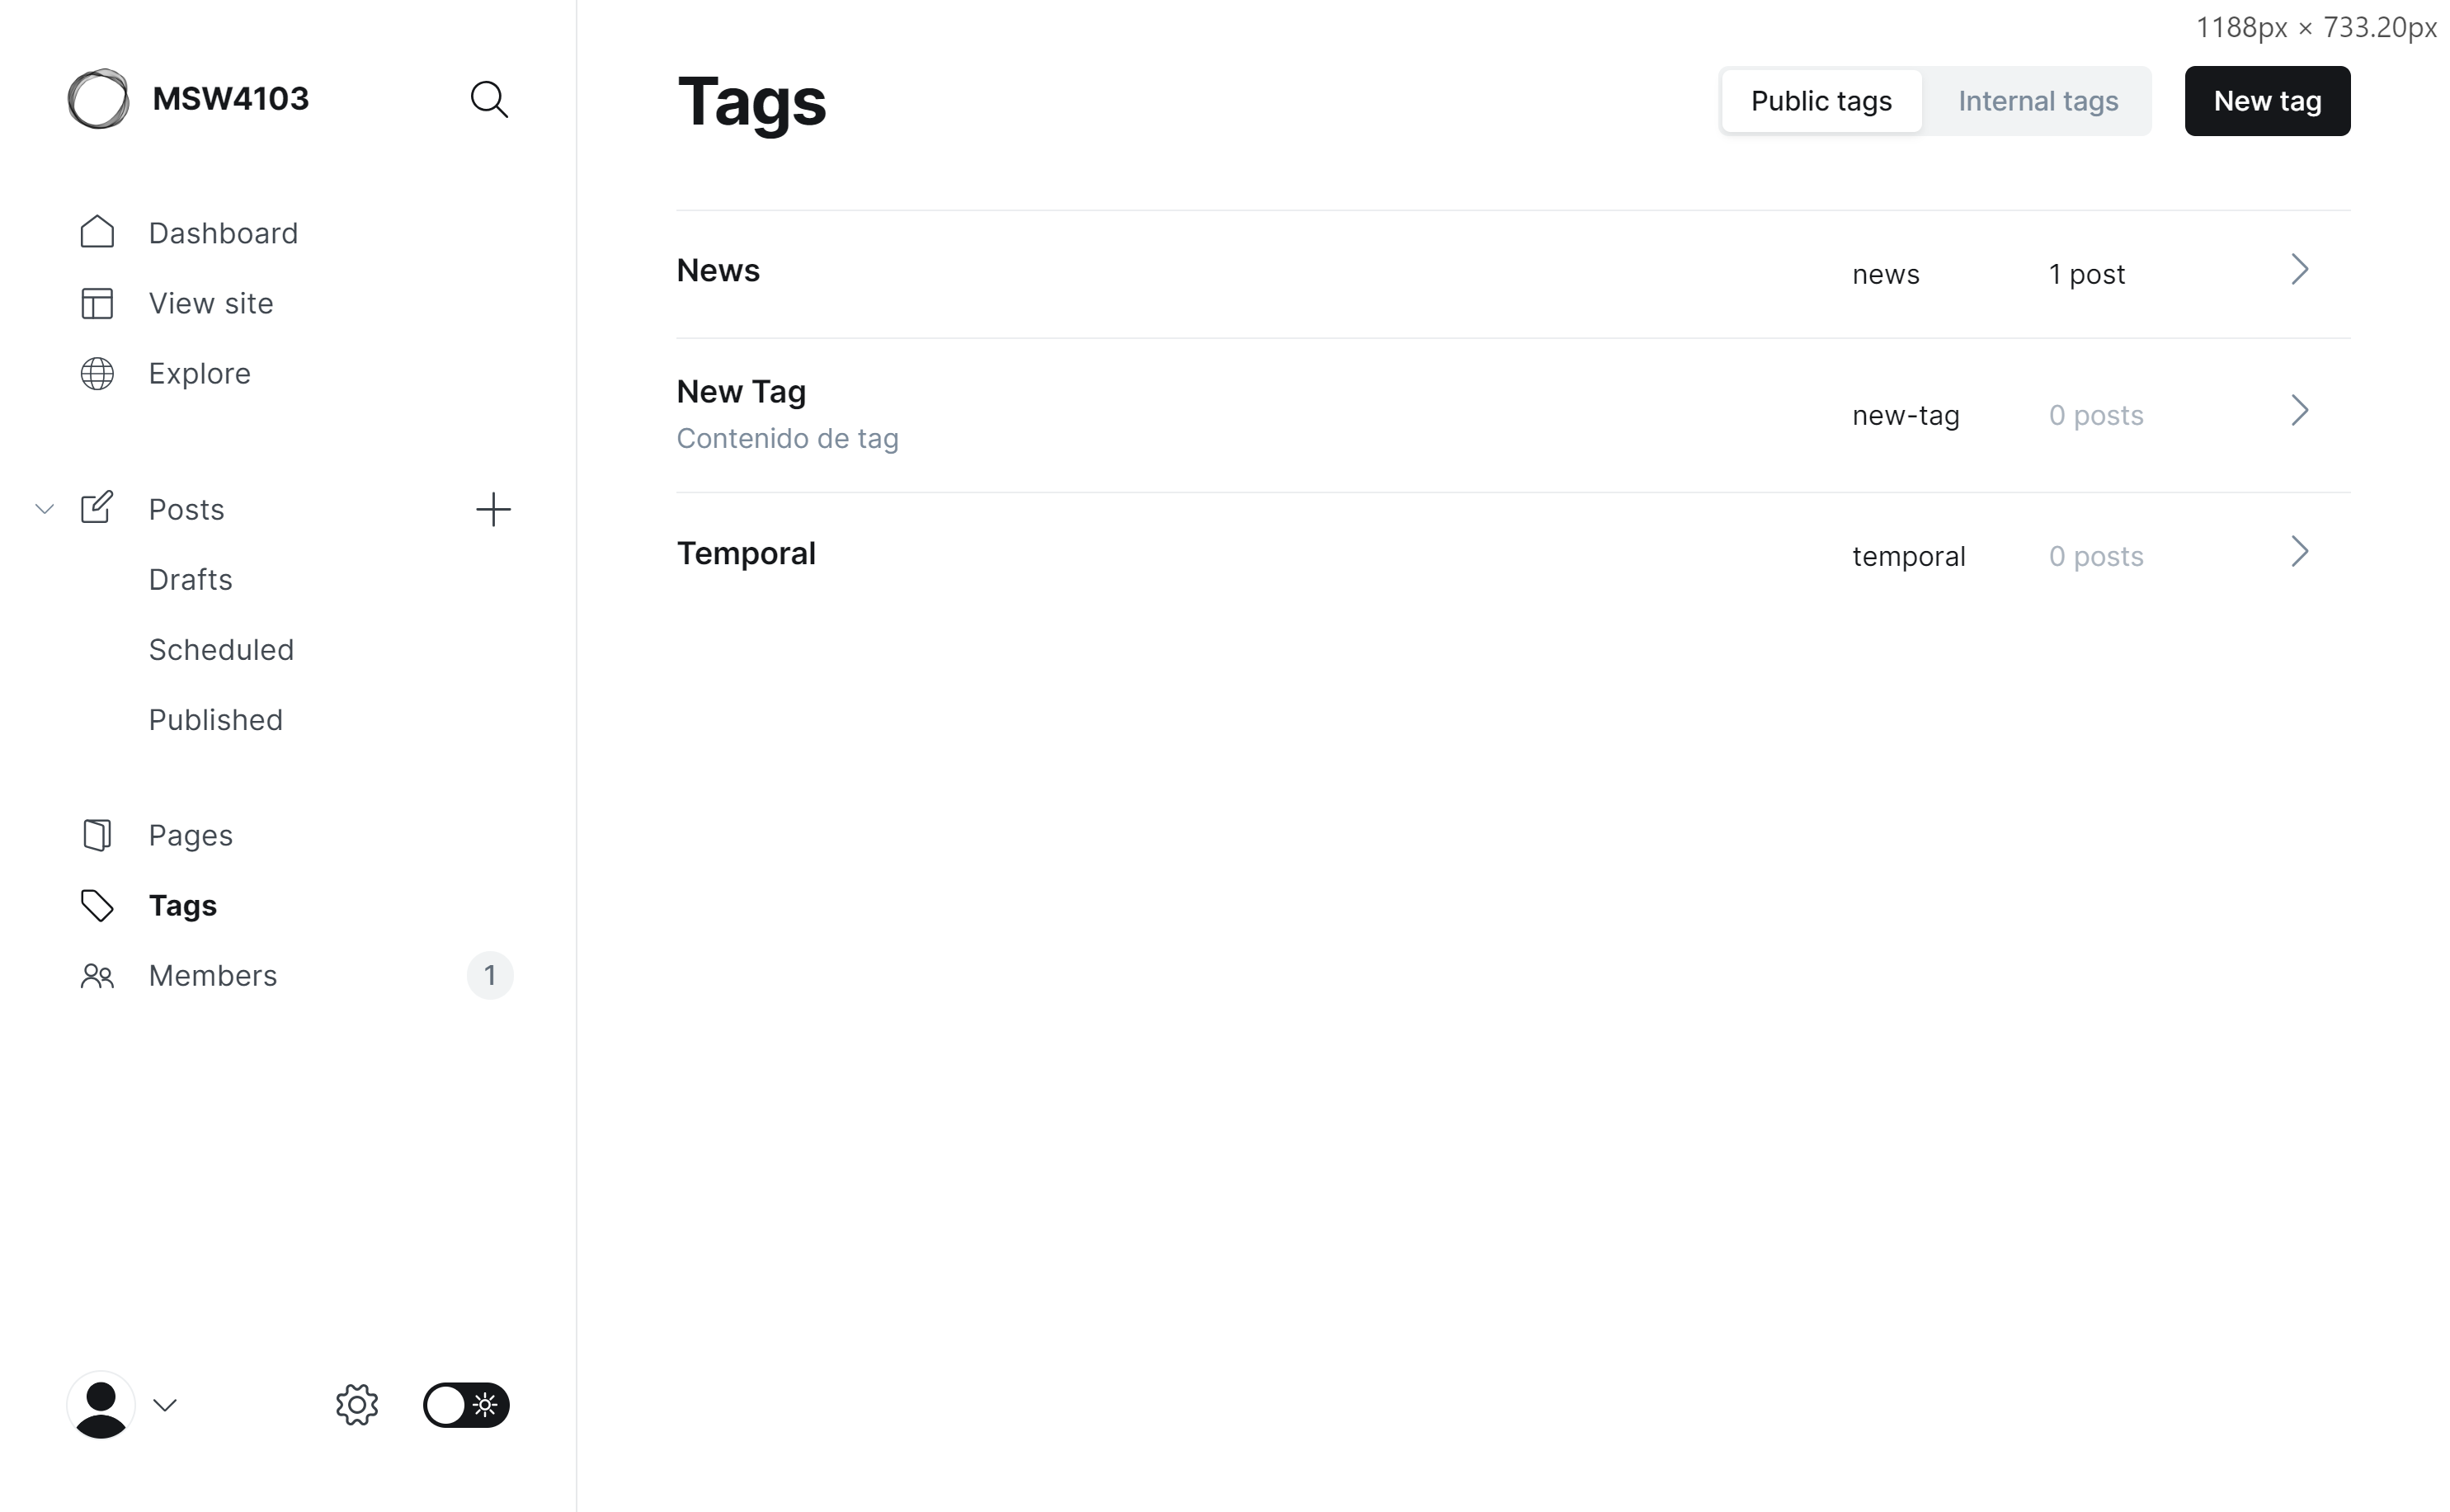 1188px × 733.20px
MSW4103
Dashboard
View site
Explore
Posts
Drafts
Scheduled
Published
Pages
Tags
Members 1
Tags
Public tags Internal tags New tag
News news 1 post
New Tag
Contenido de tag
new-tag 0 posts
Temporal temporal 0 posts